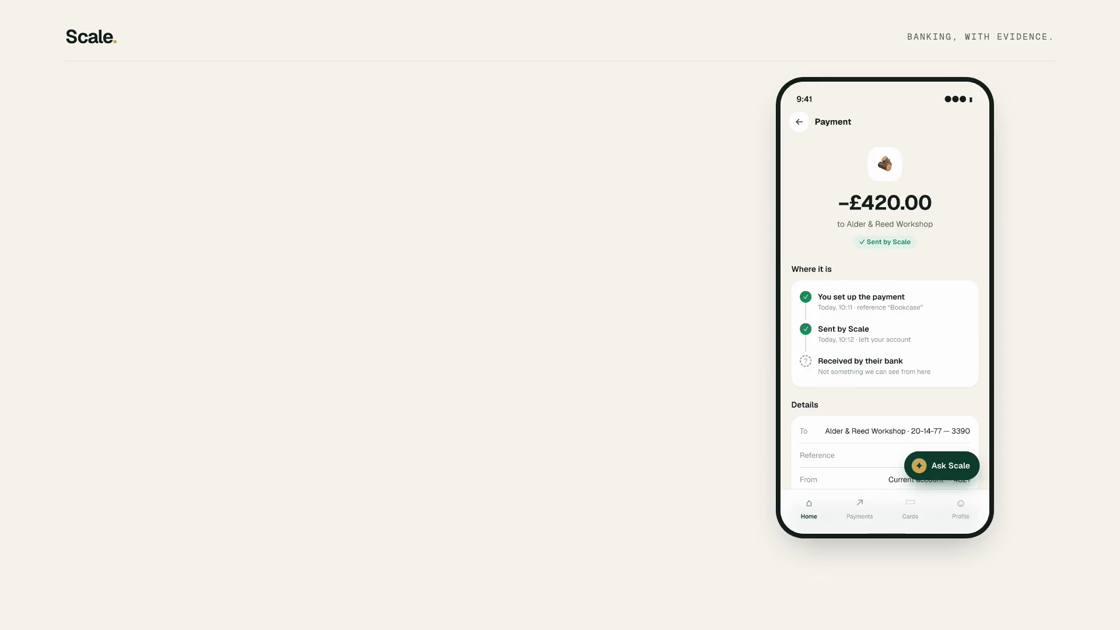 Scale.
BANKING, WITH EVIDENCE.
9:41
Payment
−£420.00
to Alder & Reed Workshop
✓ Sent by Scale
Where it is
You set up the payment
Today, 10:11 · reference “Bookcase”
Sent by Scale
Today, 10:12 · left your account
? Received by their bank
Not something we can see from here
Details
To Alder & Reed Workshop · 20-14-77 — 3390
Reference
Ask Scale
From Current account
Home Payments Cards Profile